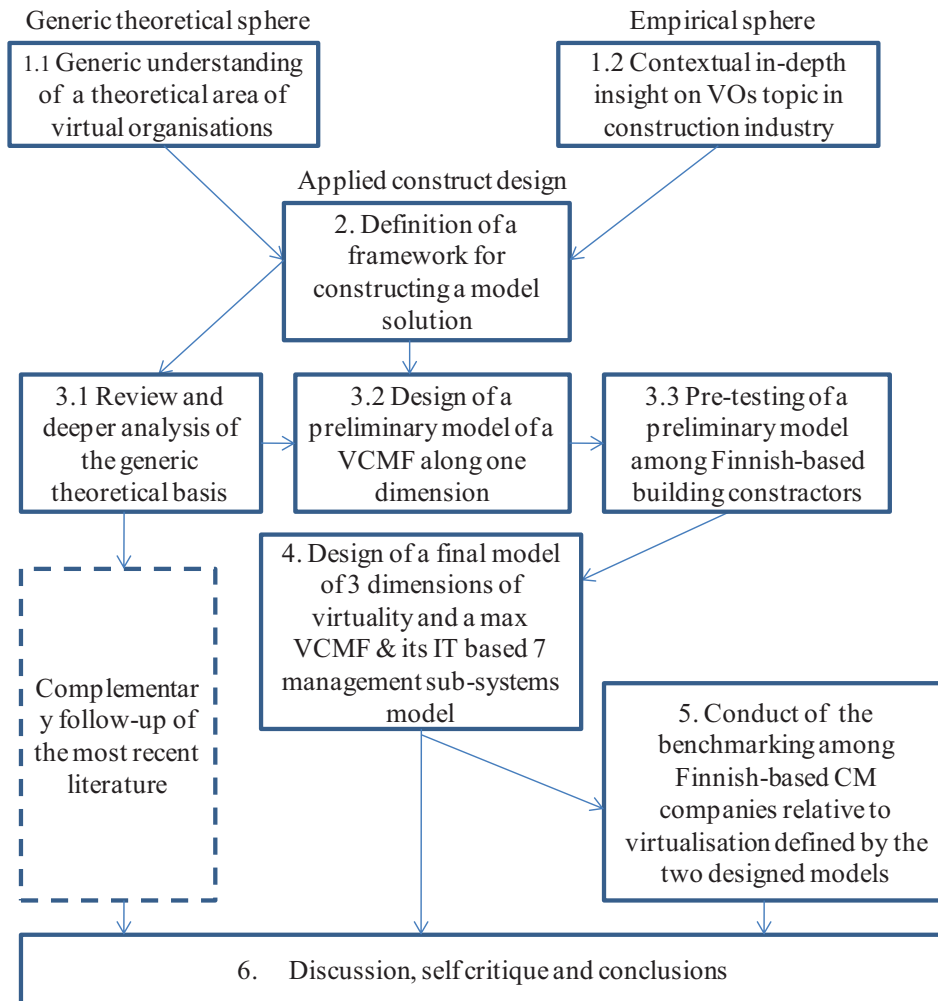 Generic theoretical sphere
Empirical sphere
1.1 Generic understanding
of a theoretical area of
virtual organisations
1.2 Contextual in-depth
insight on VOs topic in
construction industry
Applied construct design
2. Definition of a
framework for
constructing a model
solution
3.1 Review and
deeper analysis of
the generic
theoretical basis
3.2 Design of a
preliminary model of a
VCMF along one
dimension
3.3 Pre-testing of a
preliminary model
among Finnish-based
building constractors
4. Design of a final model
of 3 dimensions of
virtuality and a max
VCMF & its IT based 7
management sub-systems
model
Complementar
y follow-up of
the most recent
literature
5. Conduct of the
benchmarking among
Finnish-based CM
companies relative to
virtualisation defined by the
two designed models
6. Discussion, self critique and conclusions